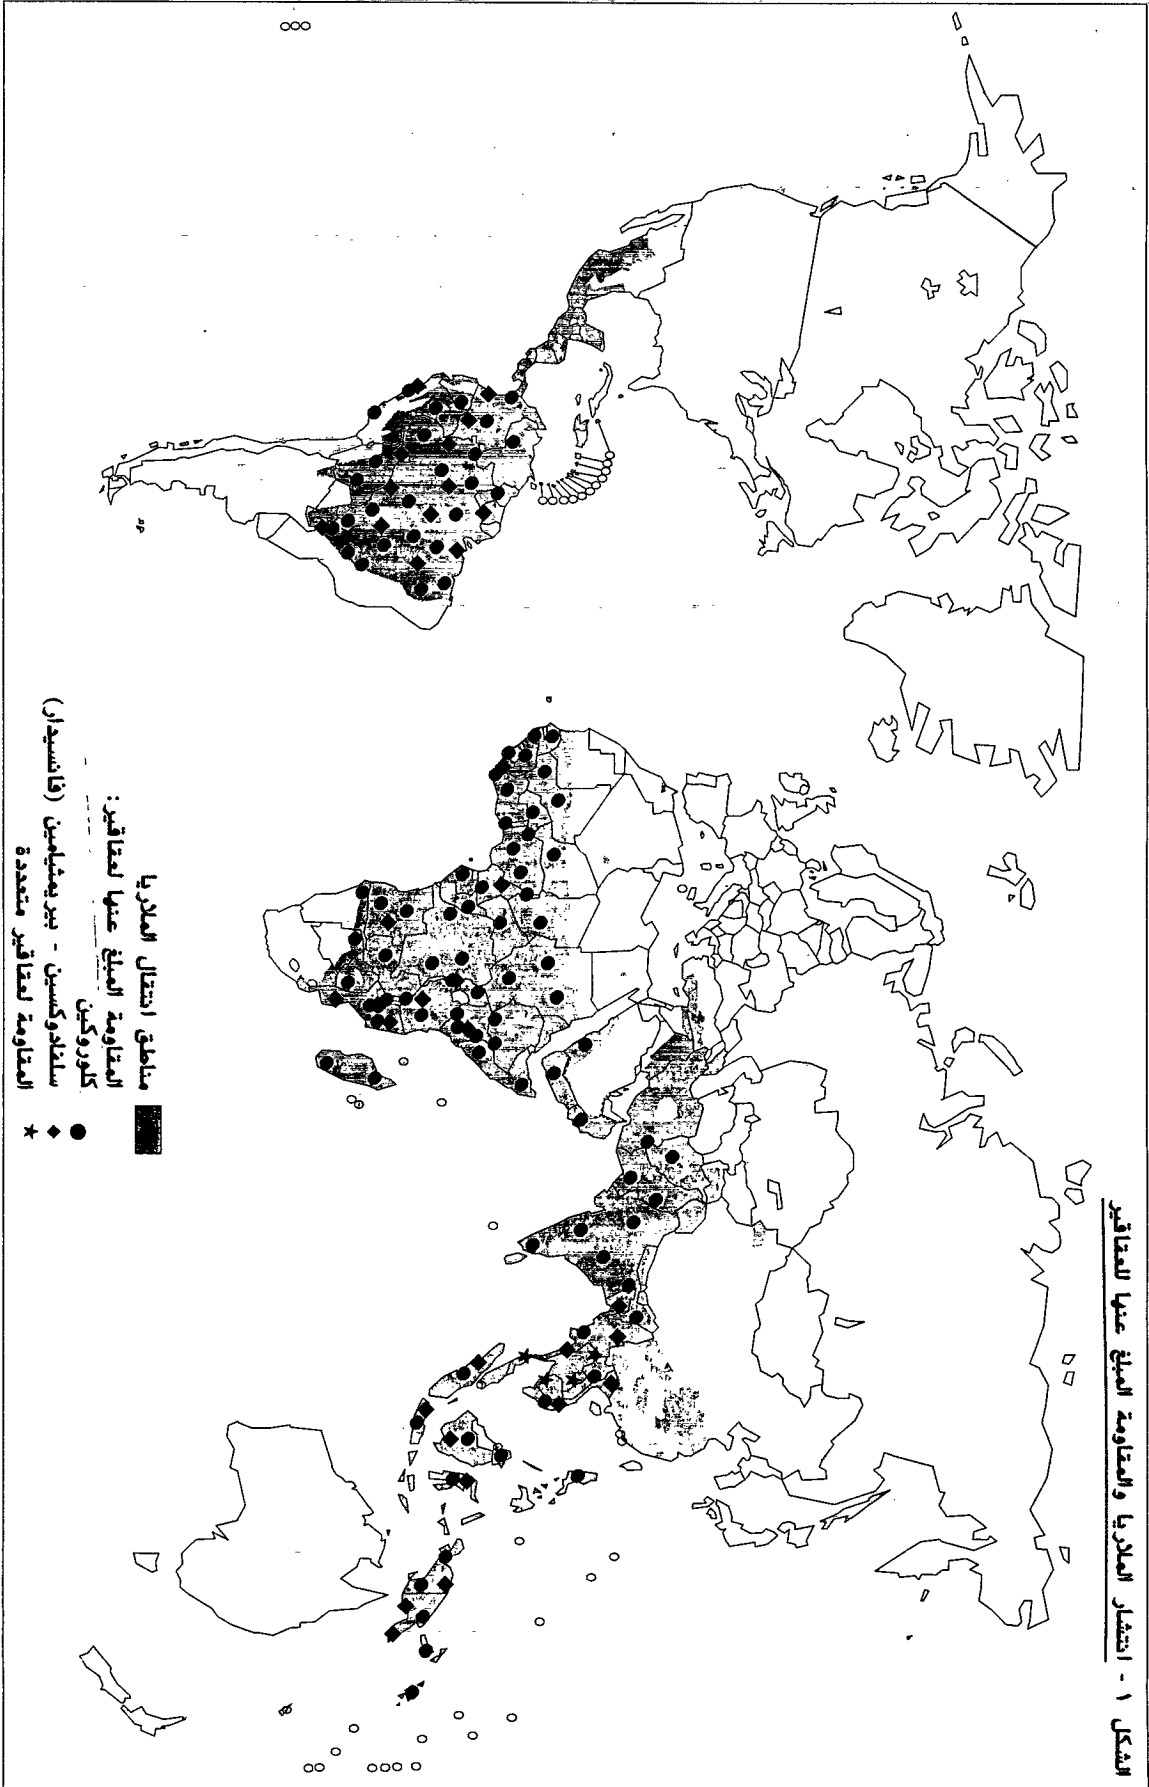 الشكل ١ - انتشار الملاريا والمقاومة المبلغ عنها للعقاقير
مناطق انتقال الملاريا
المقاومة المبلغ عنها لعقاقير:
كلوروكين
سلفادوكسين - بيريمثيامين (فانسيدار)
المقاومة لعقاقير متعددة